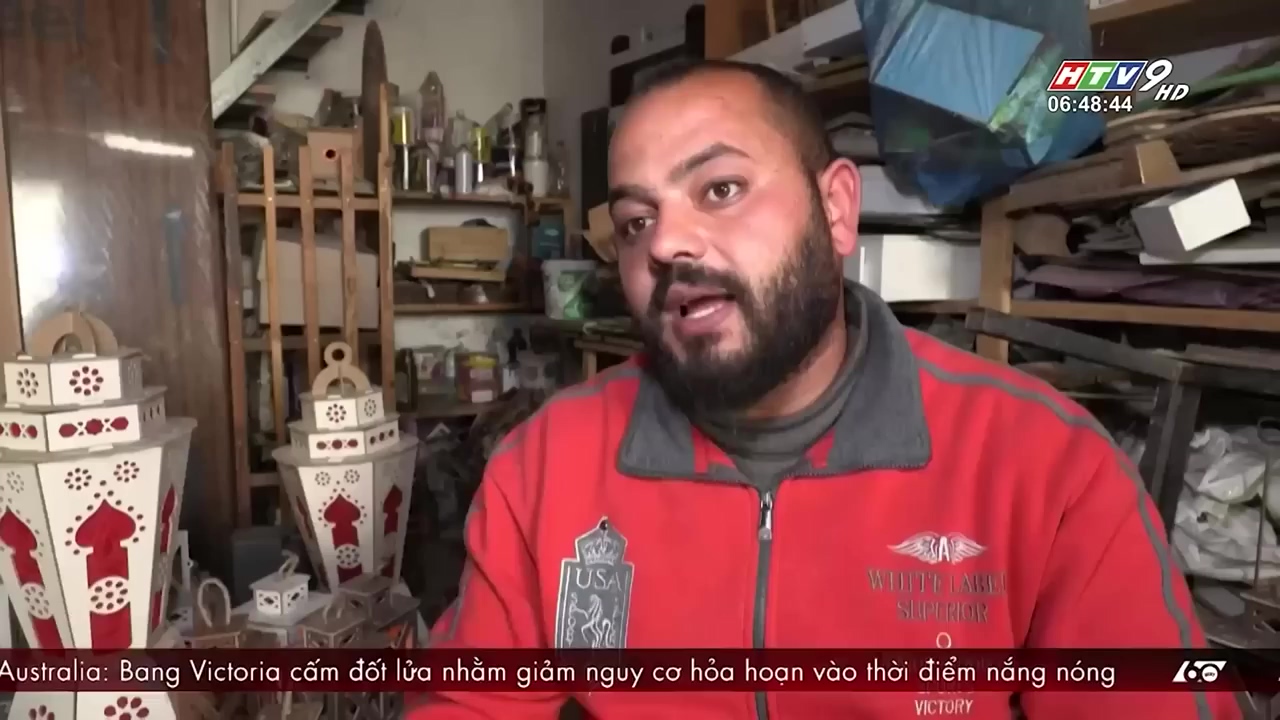 HTV9 HD
06:48:44
USA
A
WHITE LABEL
SUPERIOR
Australia: Bang Victoria cấm đốt lửa nhằm giảm nguy cơ hỏa hoạn vào thời điểm nắng nóng
60
VICTORY